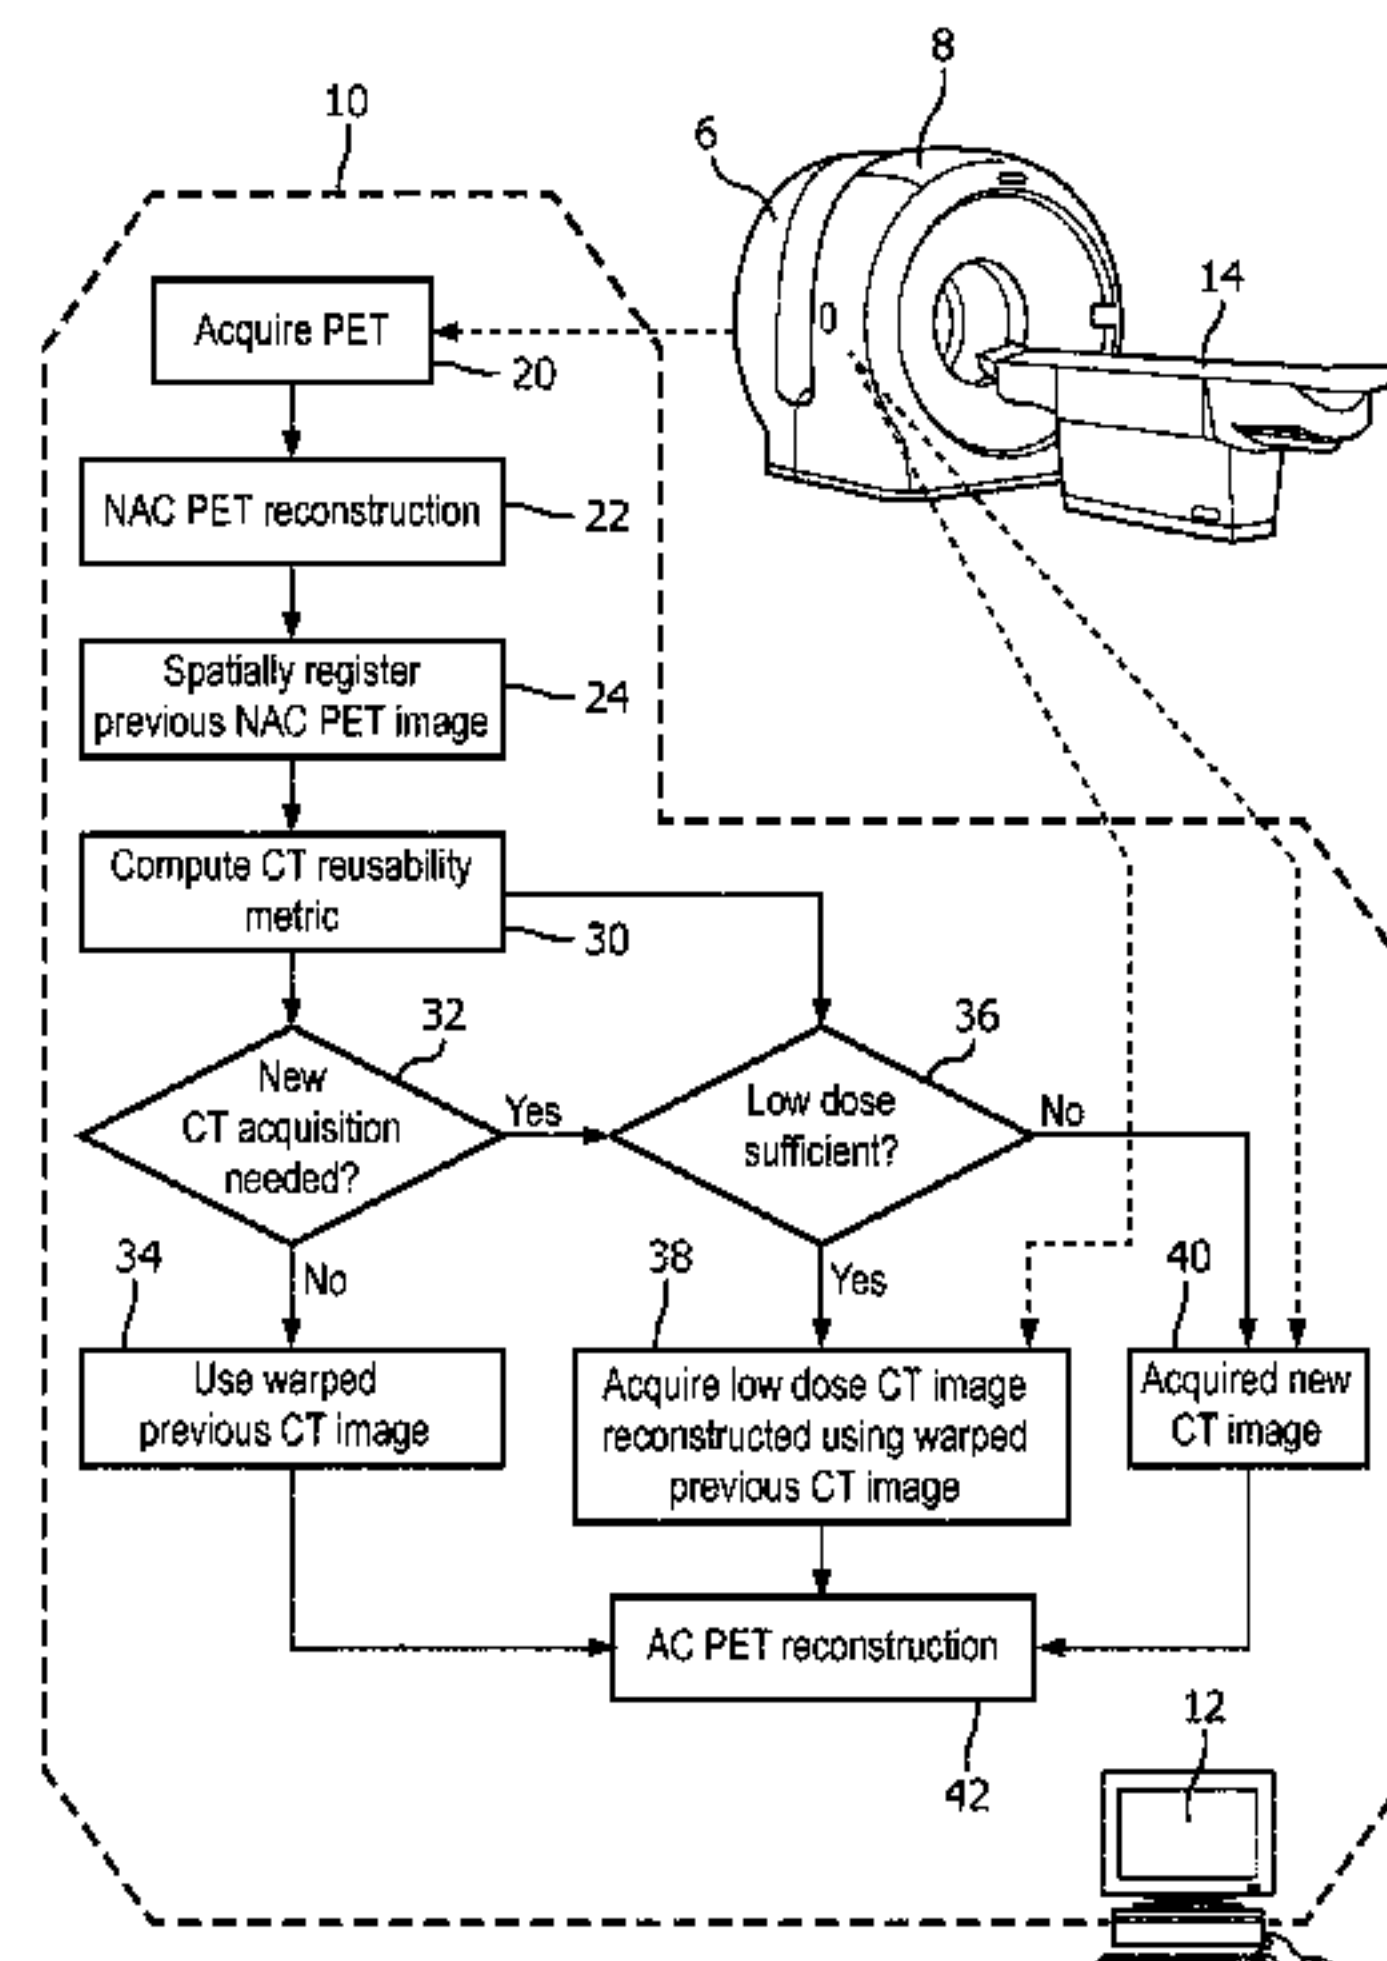 8
10
6
14
Acquire PET
20
NAC PET reconstruction
22
Spatially register
previous NAC PET image
24
Compute CT reusability
metric
30
32
36
New
CT acquisition
needed?
Yes
Low dose
sufficient?
No
34
No
38
Yes
40
Use warped
previous CT image
Acquire low dose CT image
reconstructed using warped
previous CT image
Acquired new
CT image
AC PET reconstruction
12
42